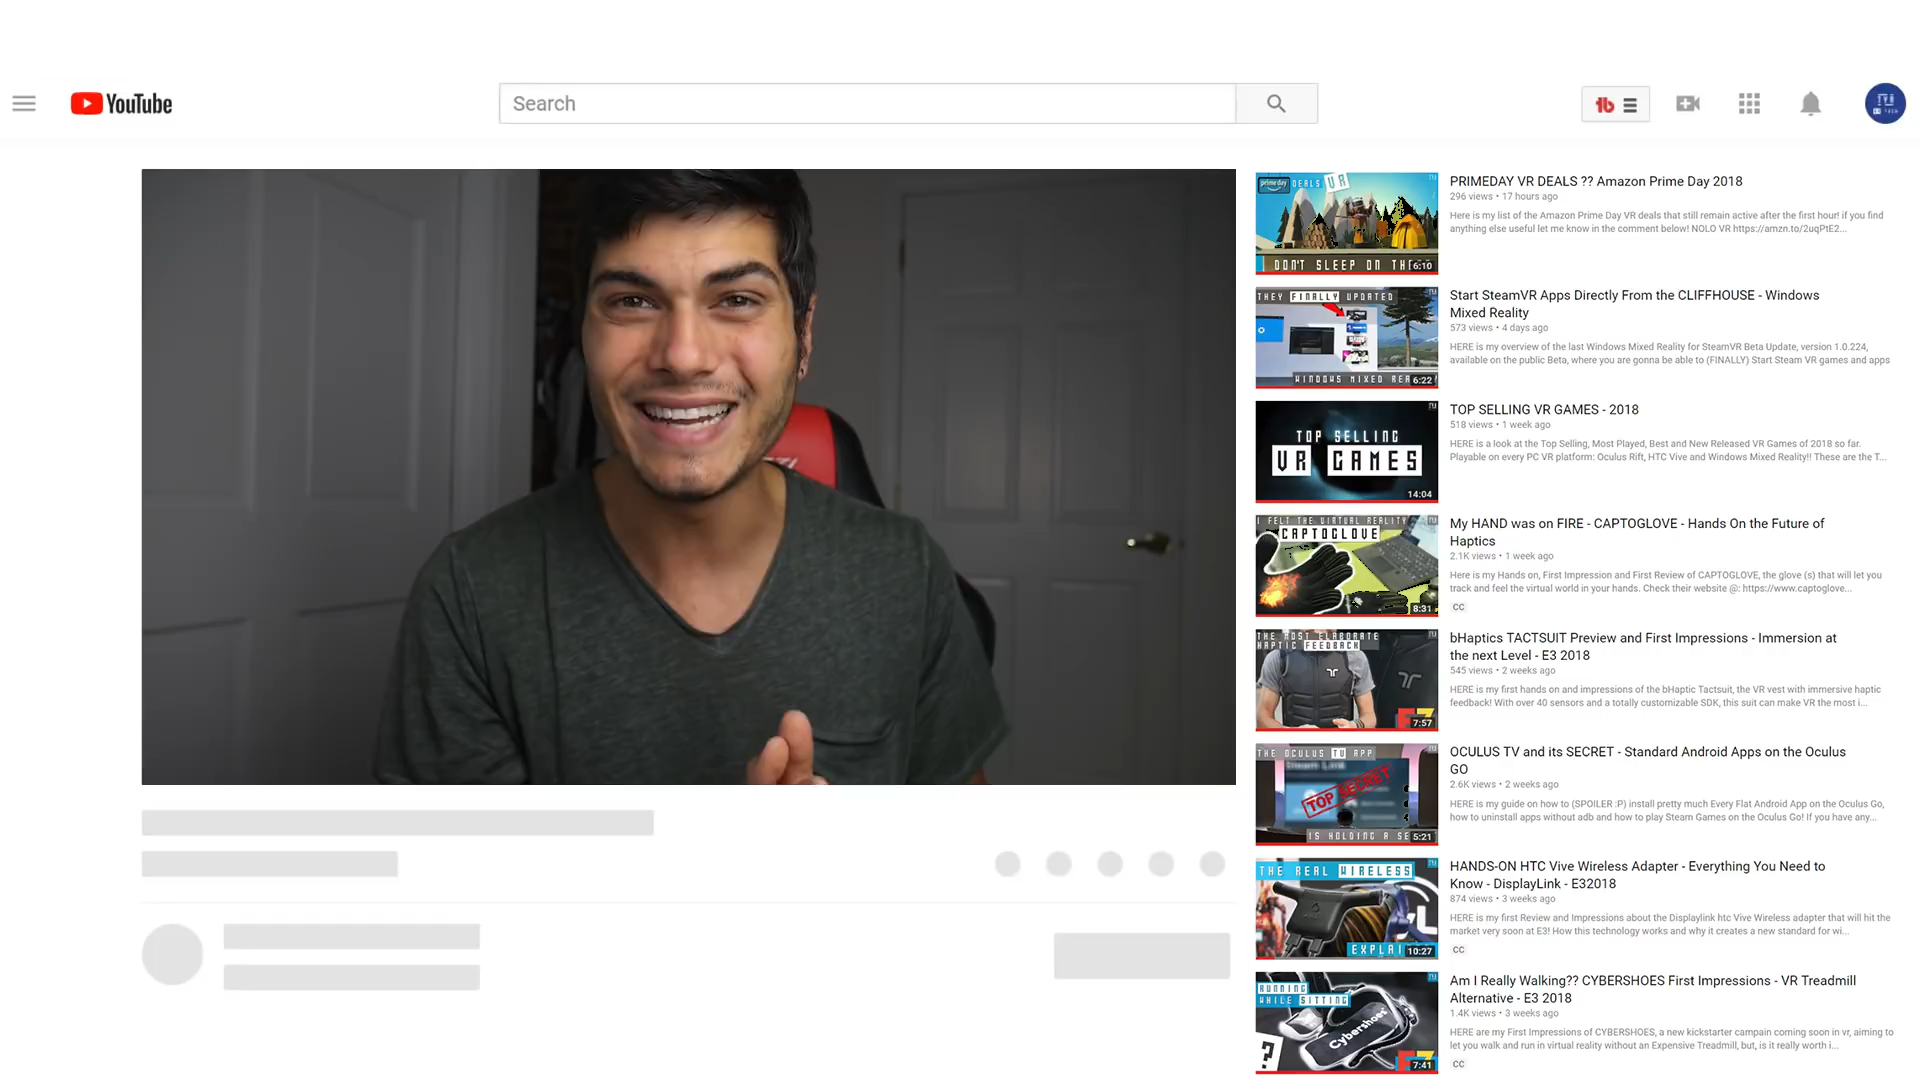 YouTube
Search
PRIMEDAY VR DEALS ?? Amazon Prime Day 2018
296 views • 17 hours ago
Here is my list of the Amazon Prime Day VR deals that still remain active after the first hour! if you find
anything else useful let me know in the comment below! NOLO VR https://amzn.to/2uqPtE2...
prime day
DEALS VR
DON'T SLEEP ON TH
6:10
Start SteamVR Apps Directly From the CLIFFHOUSE - Windows
Mixed Reality
573 views • 4 days ago
HERE is my overview of the last Windows Mixed Reality for SteamVR Beta Update, version 1.0.224,
available on the public Beta, where you are gonna be able to (FINALLY) Start Steam VR games and apps
THEY FINALLY UPDATED
WINDOWS MIXED REA
6:22
TOP SELLING VR GAMES - 2018
518 views • 1 week ago
HERE is a look at the Top Selling, Most Played, Best and New Released VR Games of 2018 so far.
Playable on every PC VR platform: Oculus Rift, HTC Vive and Windows Mixed Reality!! These are the T...
TOP SELLING
VR GAMES
14:04
My HAND was on FIRE - CAPTOGLOVE - Hands On the Future of
Haptics
2.1K views • 1 week ago
Here is my Hands on, First Impression and First Review of CAPTOGLOVE, the glove (s) that will let you
track and feel the virtual world in your hands. Check their website @: https://www.captoglove...
CC
I FELT THE VIRTUAL REALITY
CAPTOGLOVE
8:31
bHaptics TACTSUIT Preview and First Impressions - Immersion at
the next Level - E3 2018
545 views • 2 weeks ago
HERE is my first hands on and impressions of the bHaptic Tactsuit, the VR vest with immersive haptic
feedback! With over 40 sensors and a totally customizable SDK, this suit can make VR the most i...
THE MOST ELABORATE
HAPTIC FEEDBACK
7:57
OCULUS TV and its SECRET - Standard Android Apps on the Oculus
GO
2.6K views • 2 weeks ago
HERE is my guide on how to (SPOILER :P) install pretty much Every Flat Android App on the Oculus Go,
how to uninstall apps without adb and how to play Steam Games on the Oculus Go! If you have any...
THE OCULUS TV APP
TOP SECRET
IS HOLDING A SE
5:21
HANDS-ON HTC Vive Wireless Adapter - Everything You Need to
Know - DisplayLink - E32018
874 views • 3 weeks ago
HERE is my first Review and Impressions about the Displaylink htc Vive Wireless adapter that will hit the
market very soon at E3! How this technology works and why it creates a new standard for wi...
CC
THE REAL WIRELESS
EXPLAI
10:27
Am I Really Walking?? CYBERSHOES First Impressions - VR Treadmill
Alternative - E3 2018
1.4K views • 3 weeks ago
HERE are my First Impressions of CYBERSHOES, a new kickstarter campain coming soon in vr, aiming to
let you walk and run in virtual reality without an Expensive Treadmill, but, is it really worth i...
CC
RUNNING
WHILE SITTING
Cybershoes
?
7:41